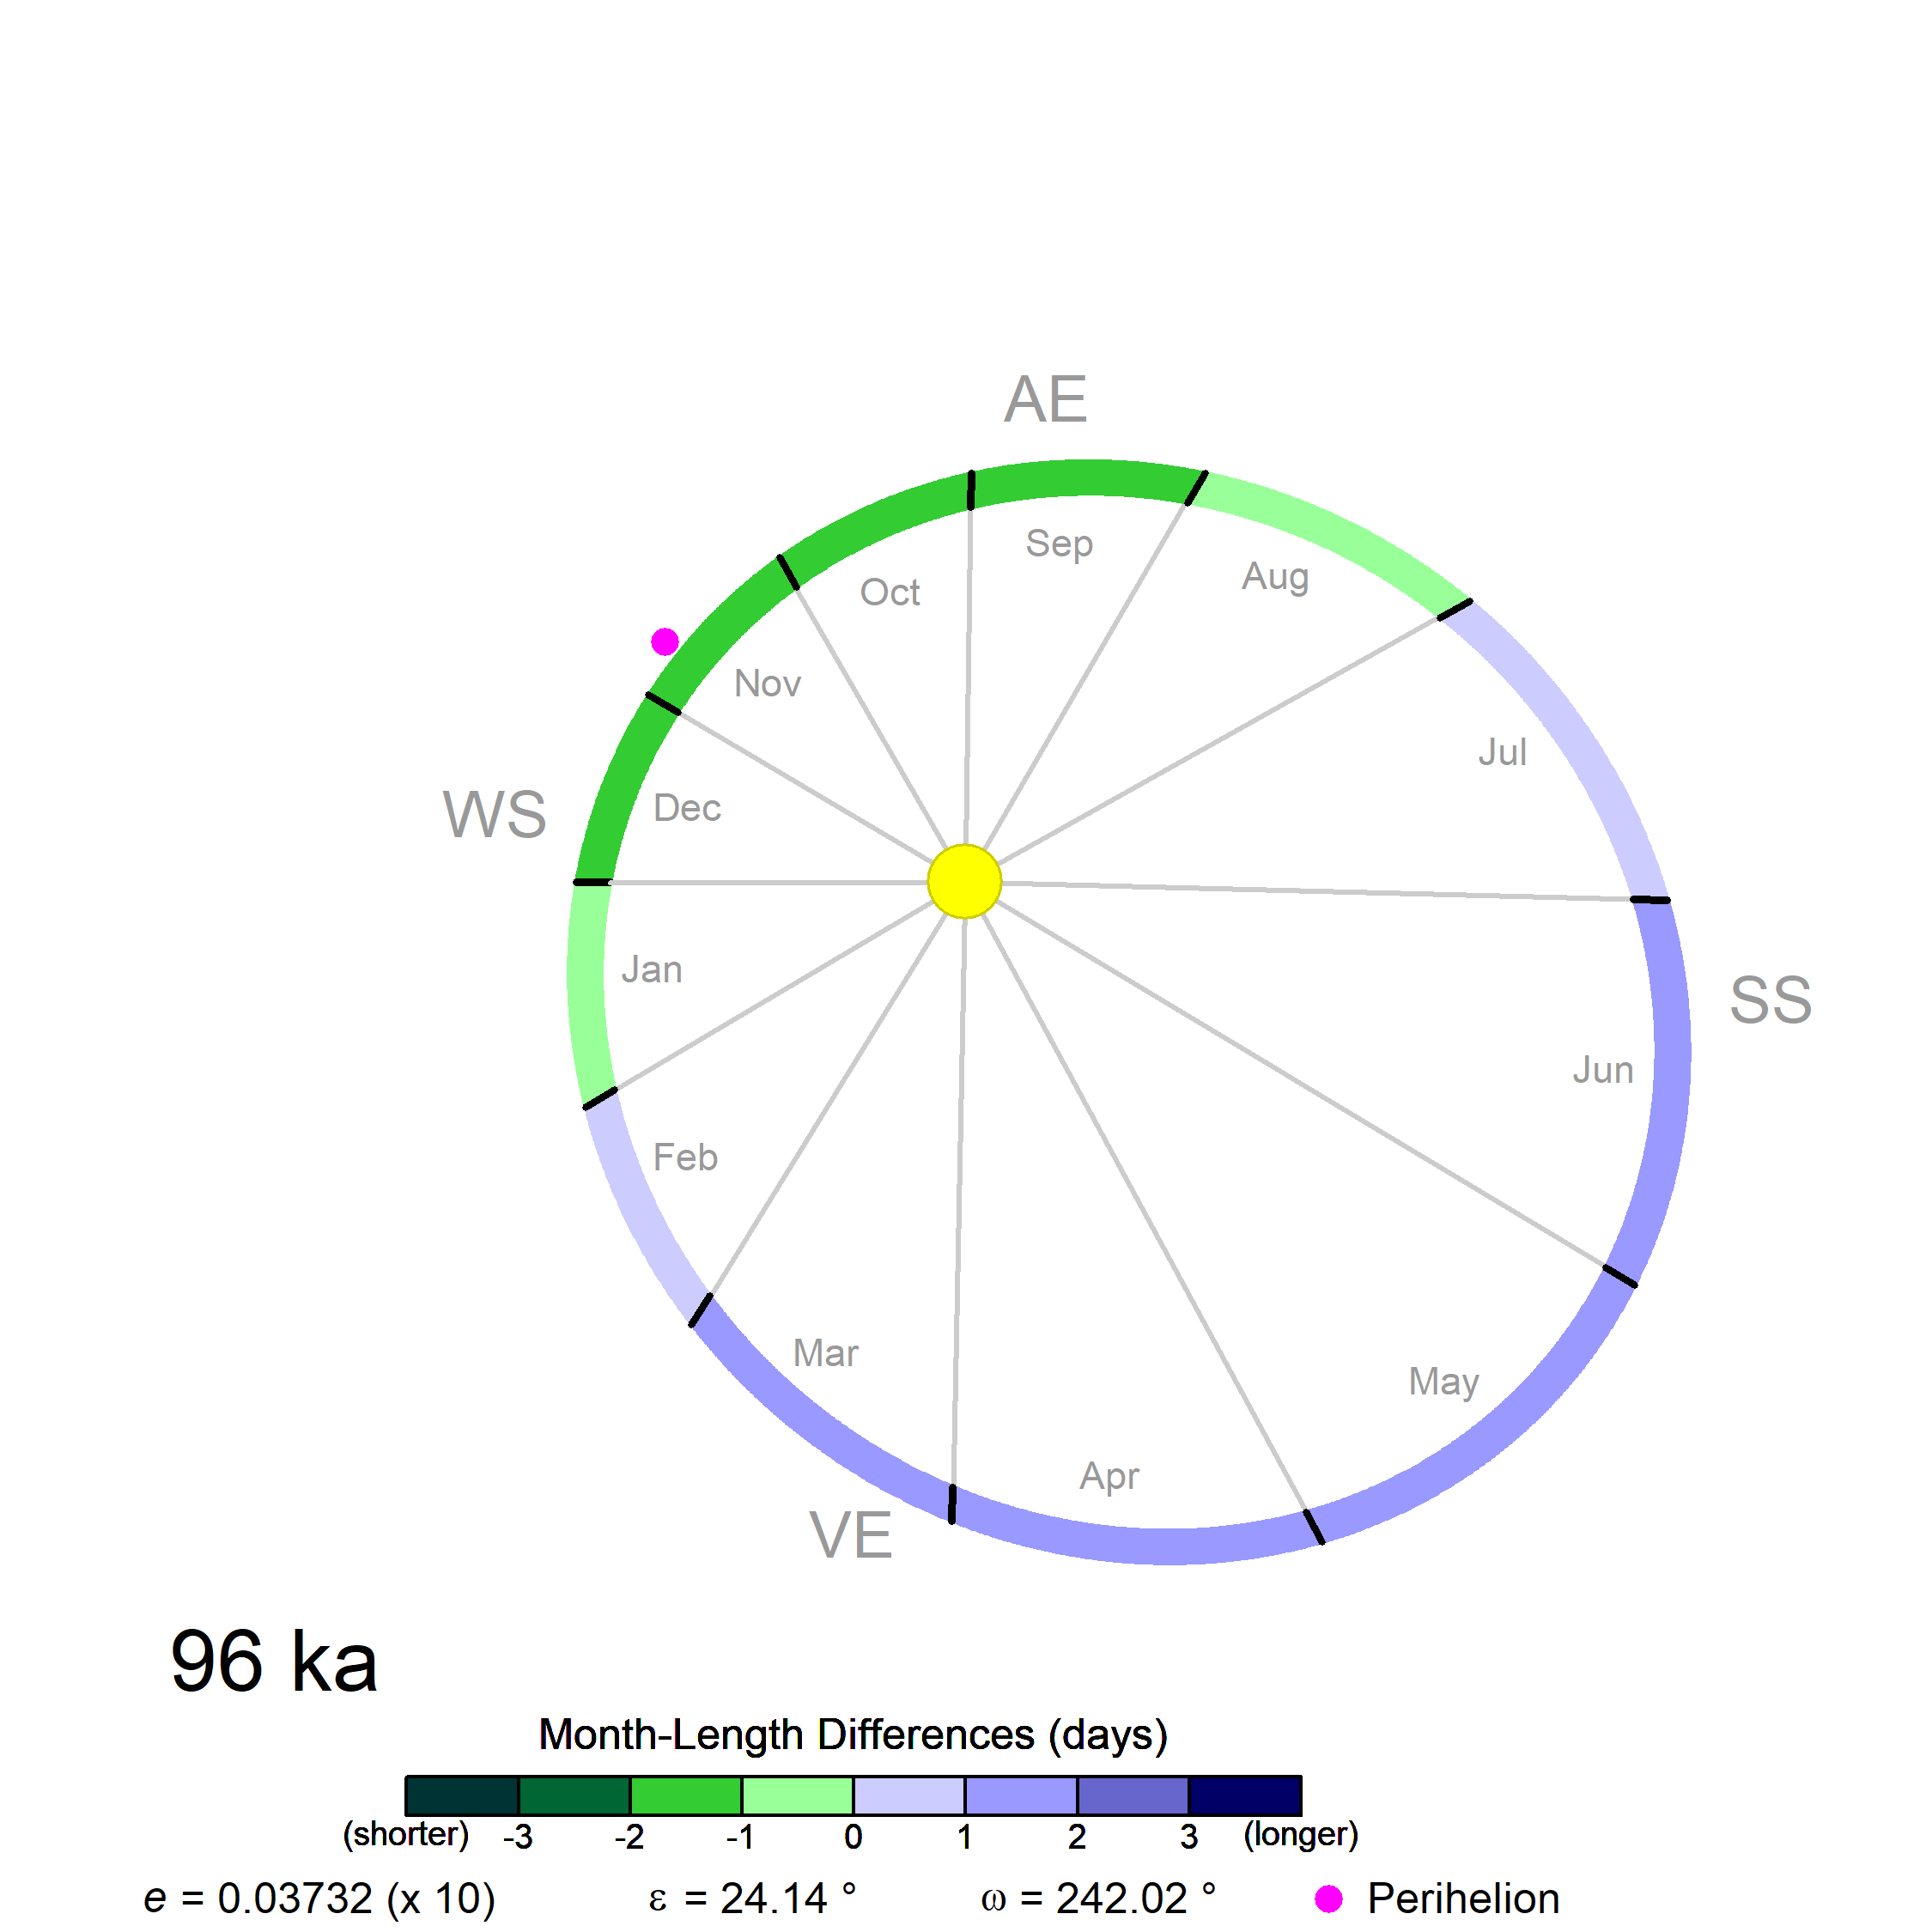 AE
Sep
Aug
Oct
Nov
Jul
WS
Dec
Jan
SS
Jun
Feb
Mar
May
Apr
VE
96 ka
Month-Length Differences (days)
(shorter) -3 -2 -1 0 1 2 3 (longer)
e = 0.03732 (x 10) ε = 24.14 ° ω = 242.02 ° Perihelion